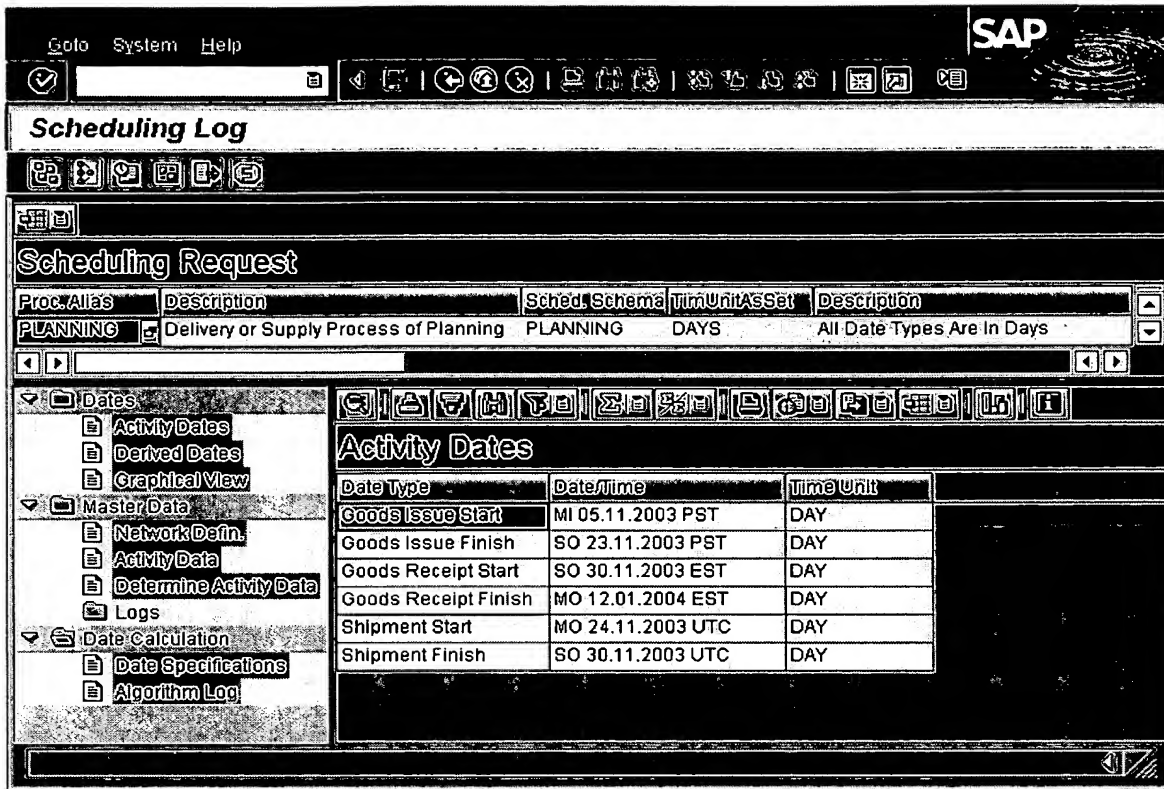 SAP
Goto System Help
Scheduling Log
Scheduling Request
Proc. Alias Description Sched. Schema TimUnitAsSet Description
PLANNING Delivery or Supply Process of Planning PLANNING DAYS All Date Types Are In Days
Dates
Activity Dates
Derived Dates
Graphical View
Master Data
Network Defin.
Activity Data
Determine Activity Data
Logs
Date Calculation
Date Specifications
Algorithm Log
Activity Dates
Date Type Date/Time Time Unit
Goods Issue Start MI 05.11.2003 PST DAY
Goods Issue Finish SO 23.11.2003 PST DAY
Goods Receipt Start SO 30.11.2003 EST DAY
Goods Receipt Finish MO 12.01.2004 EST DAY
Shipment Start MO 24.11.2003 UTC DAY
Shipment Finish SO 30.11.2003 UTC DAY